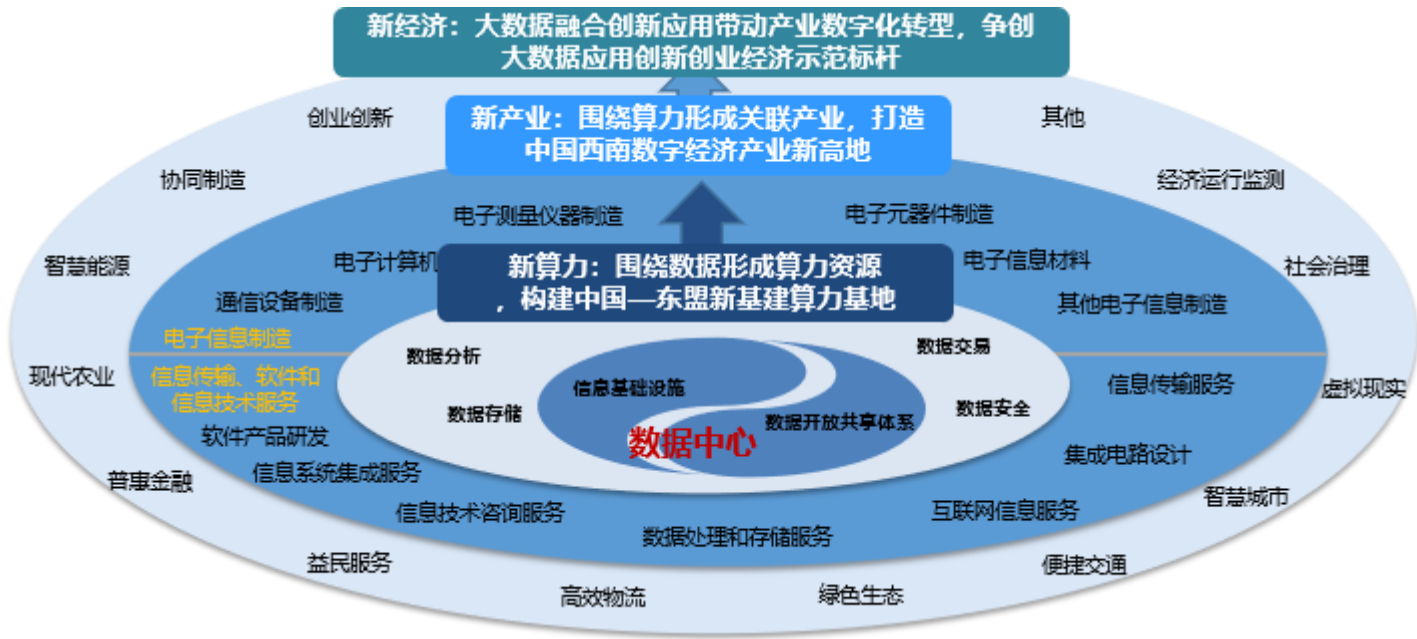 新经济：大数据融合创新应用带动产业数字化转型，争创
大数据应用创新创业经济示范标杆
创业创新
其他
新产业：围绕算力形成关联产业，打造
中国西南数字经济产业新高地
协同制造
经济运行监测
电子测量仪器制造
电子元器件制造
智慧能源
电子计算机
新算力：围绕数据形成算力资源
，构建中国—东盟新基建算力基地
电子信息材料
社会治理
通信设备制造
其他电子信息制造
电子信息制造
数据分析
数据交易
现代农业
信息传输、软件和
信息技术服务
信息基础设施
信息传输服务
虚拟现实
数据存储
数据开放共享体系
数据安全
软件产品研发
数据中心
集成电路设计
普惠金融
信息系统集成服务
智慧城市
信息技术咨询服务
互联网信息服务
数据处理和存储服务
益民服务
便捷交通
高效物流
绿色生态